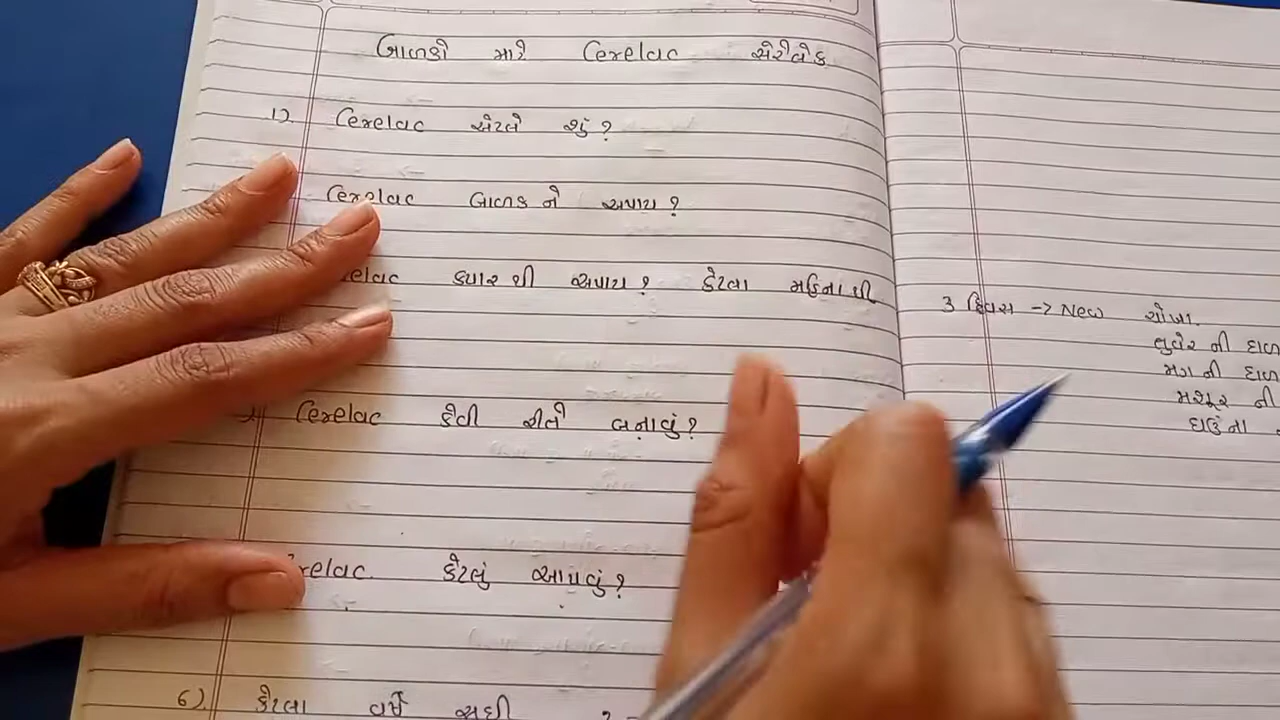 બાળકો માટે Cerelac સેરેલેક
1). Cerelac એટલે શું?
Cerelac બાળક ને અપાય?
relac ક્યાર થી અપાય? કેટલા મહિના થી
Cerelac કેવી રીતે બનાવું?
relac કેટલું આપવું?
6) કેટલા વર્ષ સુધી ?
3 દિવસ -> New ચોખા.
તુવેર ની દાળ
મગ ની દાળ
મસૂર ની
ઘઉંના